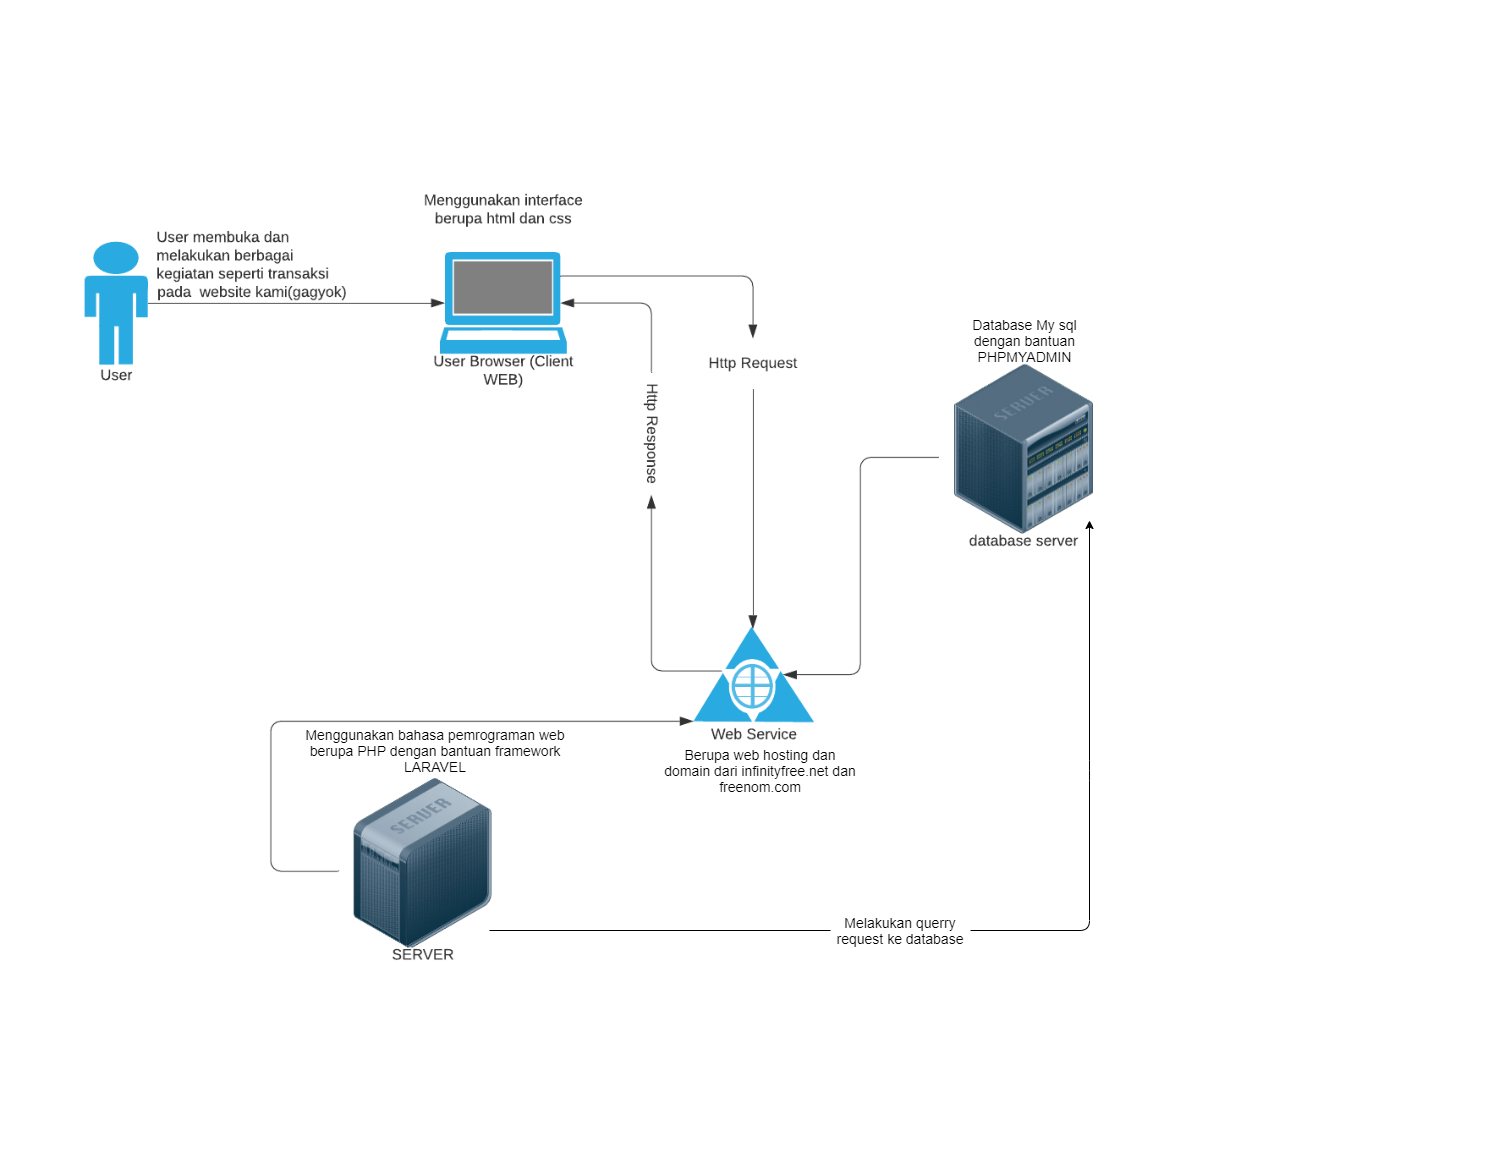 Menggunakan interface
berupa html dan css
User membuka dan
melakukan berbagai
kegiatan seperti transaksi
pada website kami(gagyok)
User
User Browser (Client
WEB)
Http Request
Http Response
Database My sql
dengan bantuan
PHPMYADMIN
SERUER
database server
Web Service
Berupa web hosting dan
domain dari infinityfree.net dan
freenom.com
Menggunakan bahasa pemrograman web
berupa PHP dengan bantuan framework
LARAVEL
SERUER
SERVER
Melakukan querry
request ke database